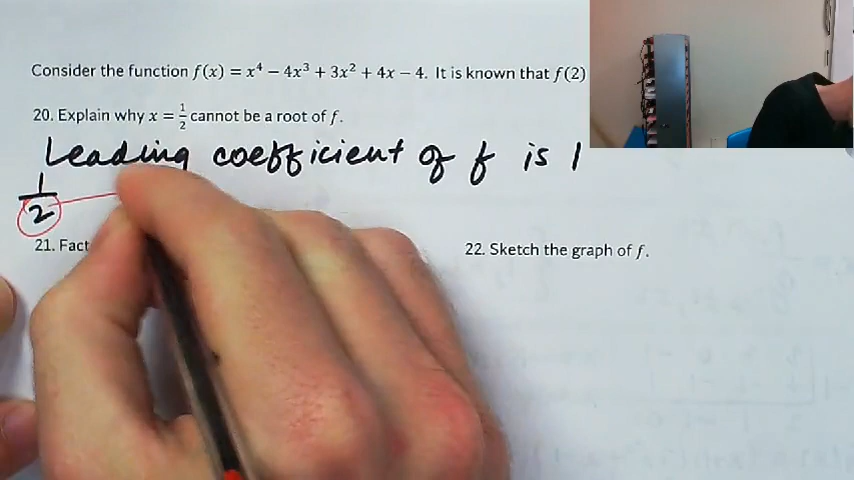 Consider the function f(x) = x⁴ − 4x³ + 3x² + 4x − 4. It is known that f(2)
20. Explain why x = 1/2 cannot be a root of f.
Leading coefficient of f is 1
1/2
21. Fact
22. Sketch the graph of f.